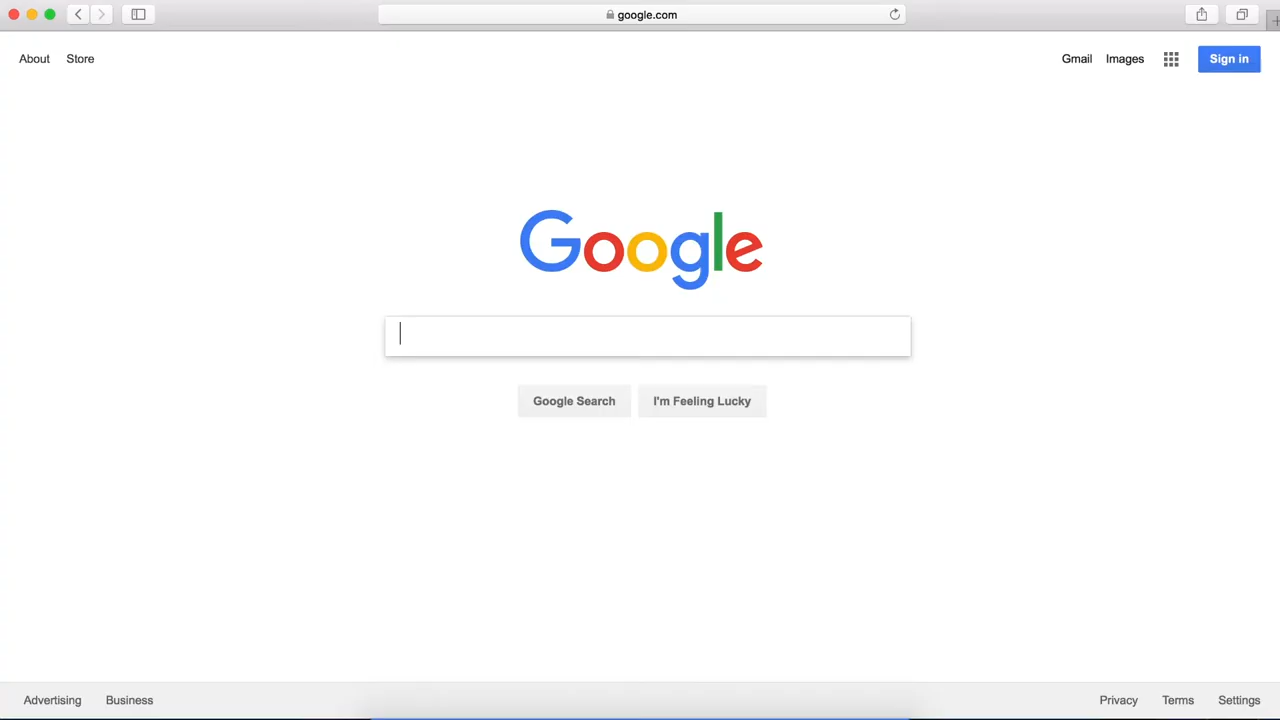 google.com
About Store Gmail Images Sign in
Google
Google Search I'm Feeling Lucky
Advertising Business Privacy Terms Settings